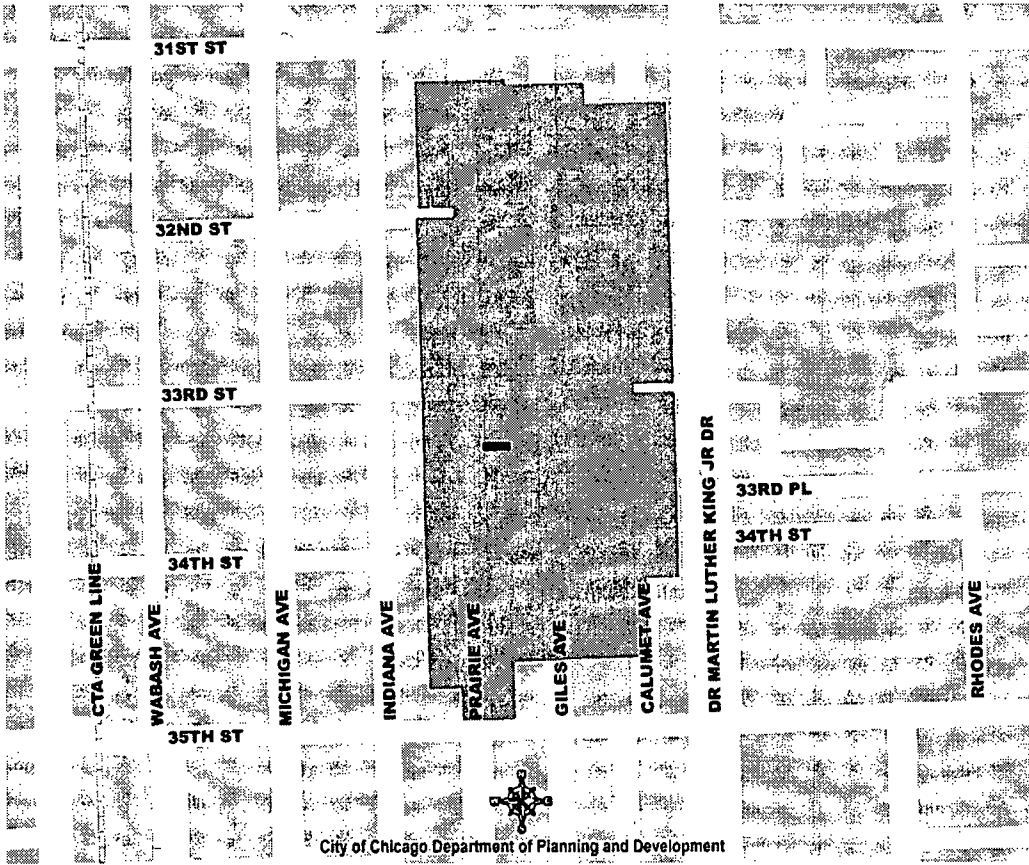 31ST ST
32ND ST
33RD ST
33RD PL
34TH ST
34TH ST
CTA GREEN LINE
WABASH AVE
MICHIGAN AVE
INDIANA AVE
PRAIRIE AVE
GILES AVE
CALUMET AVE
DR MARTIN LUTHER KING JR DR
RHODES AVE
35TH ST
City of Chicago Department of Planning and Development